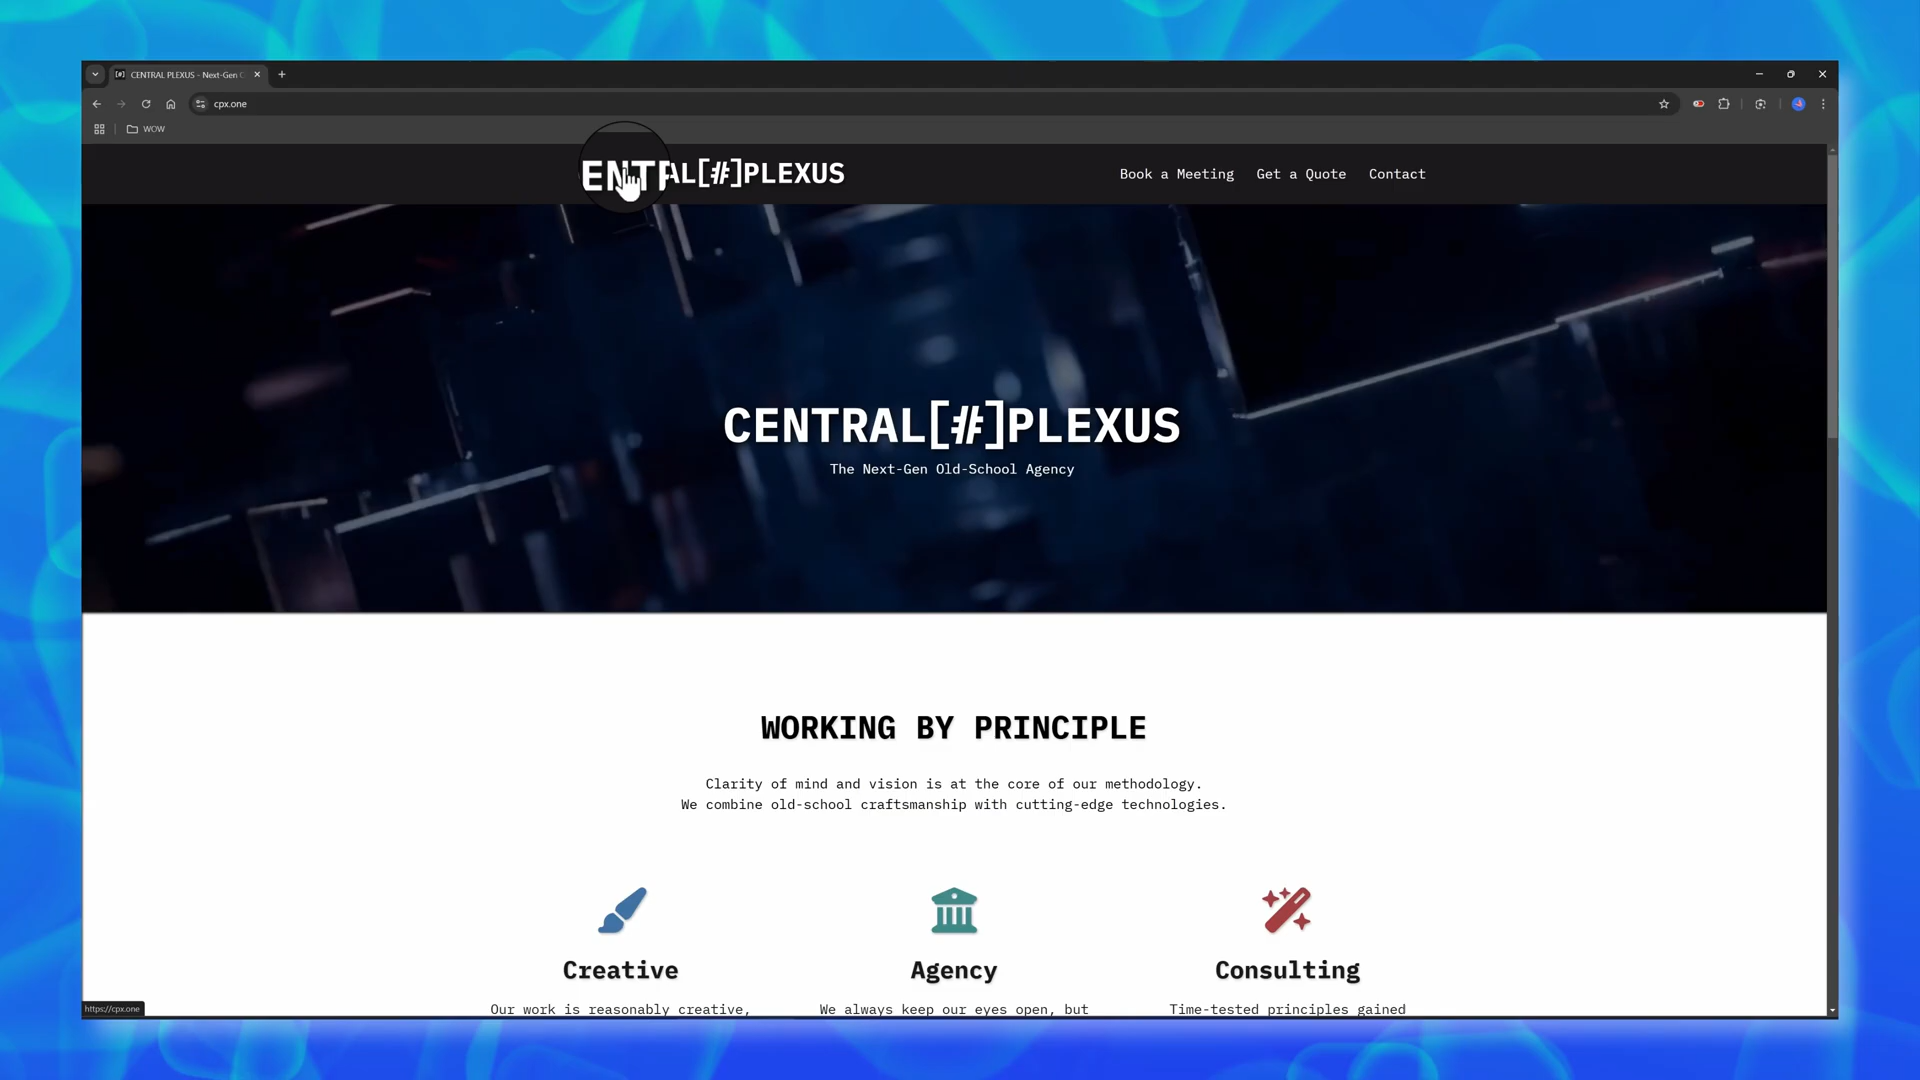 CENTRAL PLEXUS - Next-Gen
cpx.one
WOW
ENT AL[#]PLEXUS
Book a Meeting
Get a Quote
Contact
CENTRAL[#]PLEXUS
The Next-Gen Old-School Agency
WORKING BY PRINCIPLE
Clarity of mind and vision is at the core of our methodology.
We combine old-school craftsmanship with cutting-edge technologies.
Creative
Agency
Consulting
Our work is reasonably creative,
We always keep our eyes open, but
Time-tested principles gained
https://cpx.one